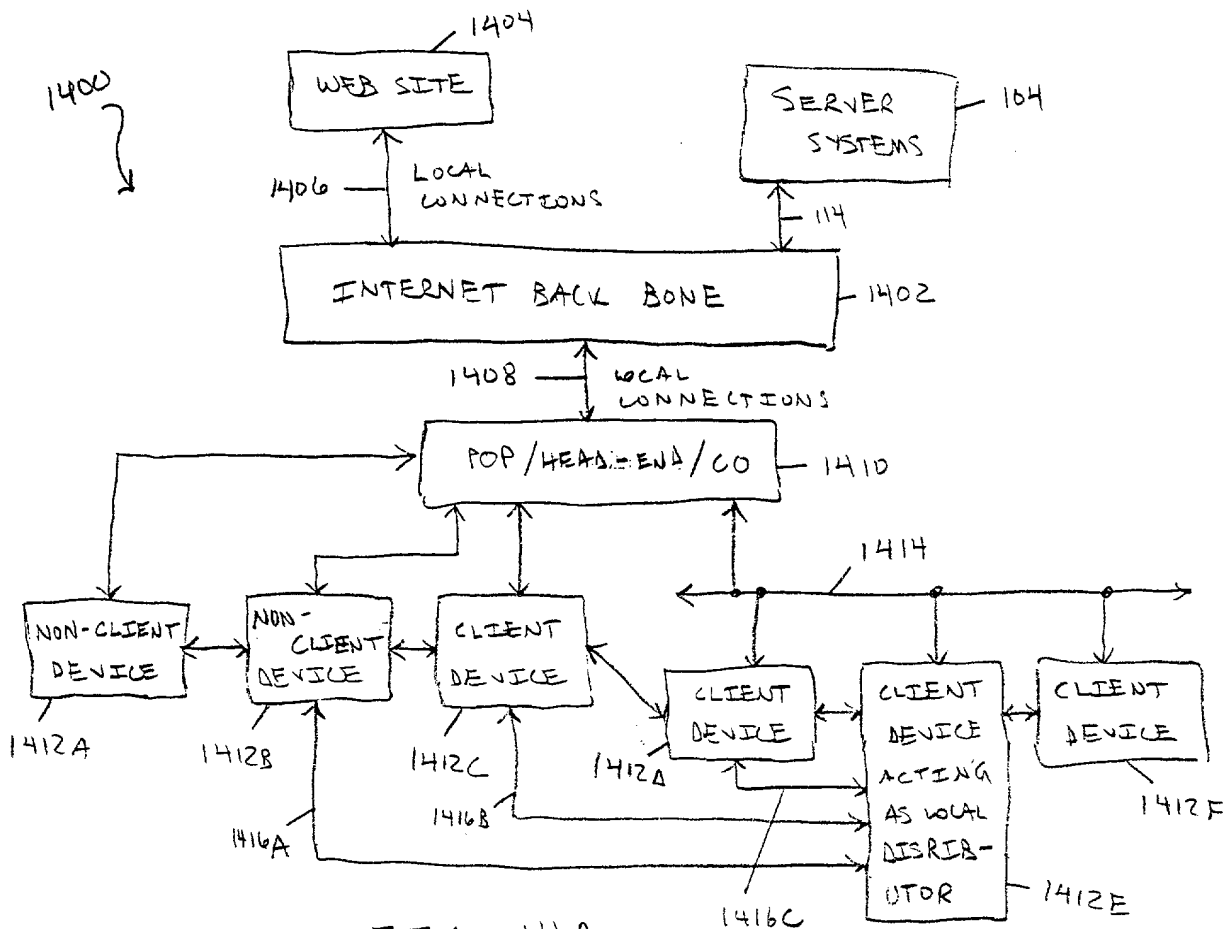 1400
1404
WEB SITE
SERVER
SYSTEMS
104
1406
LOCAL
CONNECTIONS
114
INTERNET BACK BONE
1402
1408
LOCAL
CONNECTIONS
POP/HEAD-END/CO
1410
1414
NON-CLIENT
DEVICE
1412A
NON-
CLIENT
DEVICE
1412B
CLIENT
DEVICE
1412C
CLIENT
DEVICE
1412D
CLIENT
DEVICE
ACTING
AS LOCAL
DISRIB-
UTOR
1412E
CLIENT
DEVICE
1412F
1416A
1416B
1416C